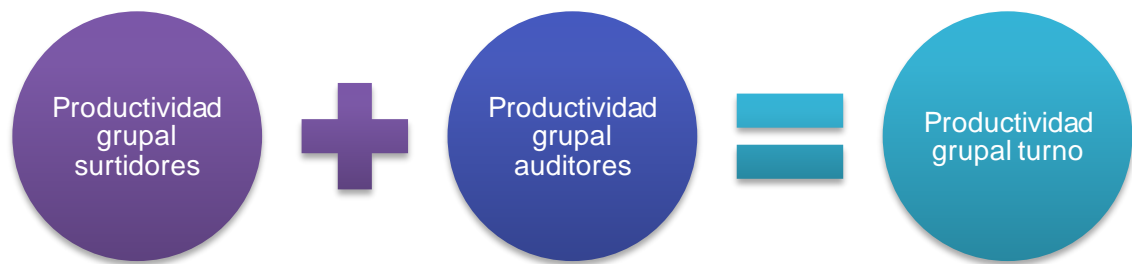 Productividad
grupal
surtidores
Productividad
grupal
auditores
Productividad
grupal turno